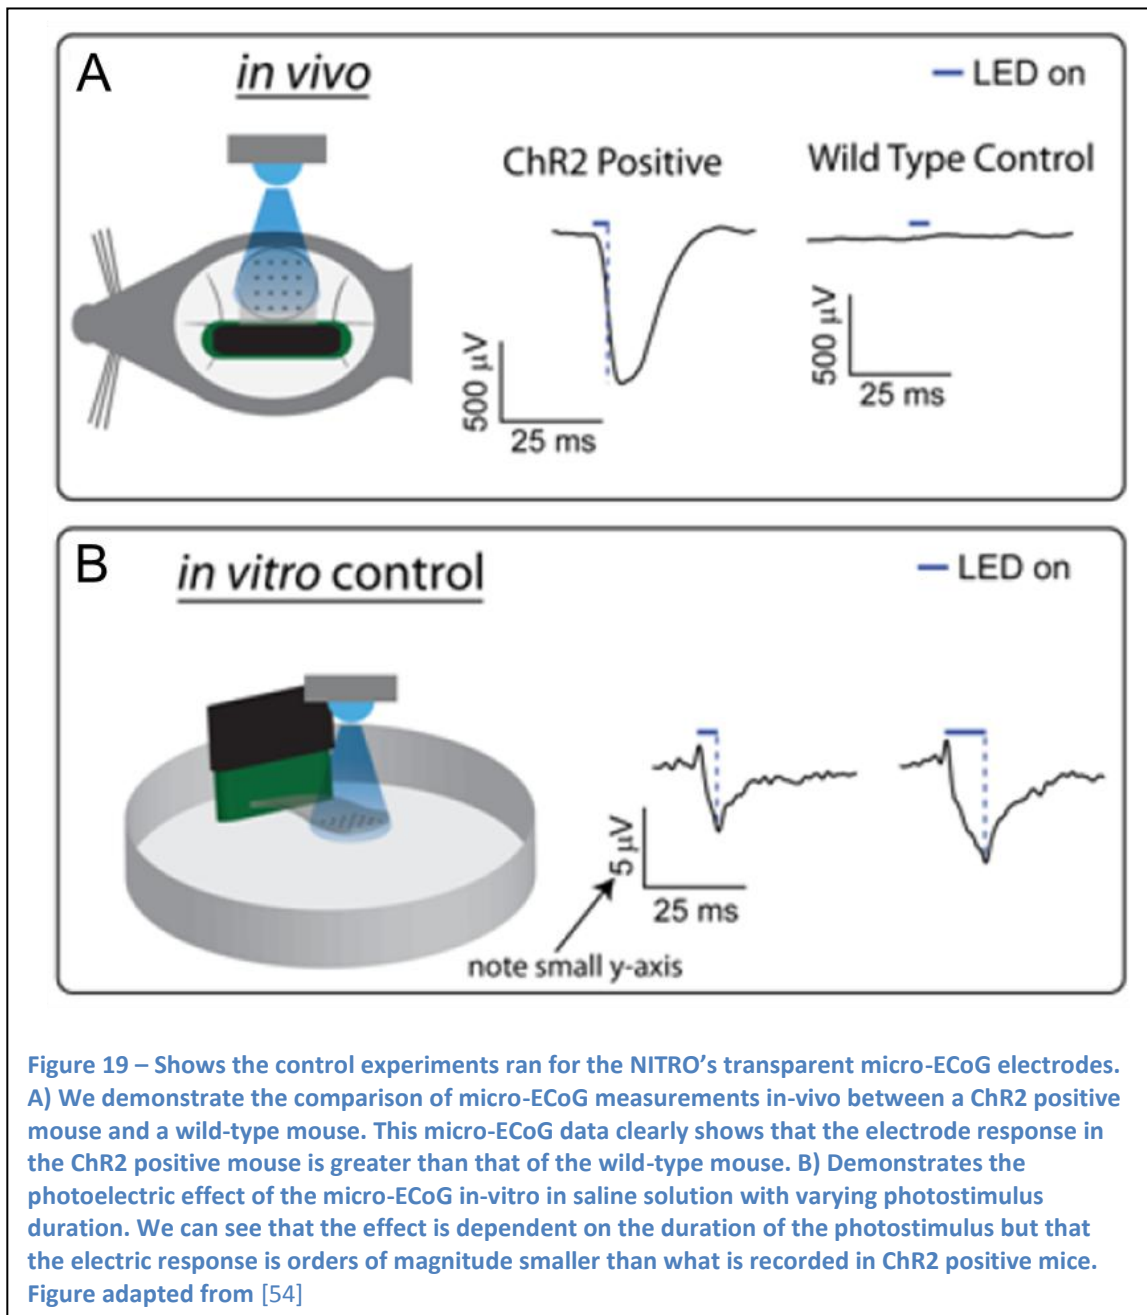 A
in vivo
LED on
ChR2 Positive
Wild Type Control
500 µV
25 ms
500 µV
25 ms
B
in vitro control
LED on
5 µV
25 ms
note small y-axis
Figure 19 – Shows the control experiments ran for the NITRO’s transparent micro-ECoG electrodes.
A) We demonstrate the comparison of micro-ECoG measurements in-vivo between a ChR2 positive
mouse and a wild-type mouse. This micro-ECoG data clearly shows that the electrode response in
the ChR2 positive mouse is greater than that of the wild-type mouse. B) Demonstrates the
photoelectric effect of the micro-ECoG in-vitro in saline solution with varying photostimulus
duration. We can see that the effect is dependent on the duration of the photostimulus but that
the electric response is orders of magnitude smaller than what is recorded in ChR2 positive mice.
Figure adapted from [54]